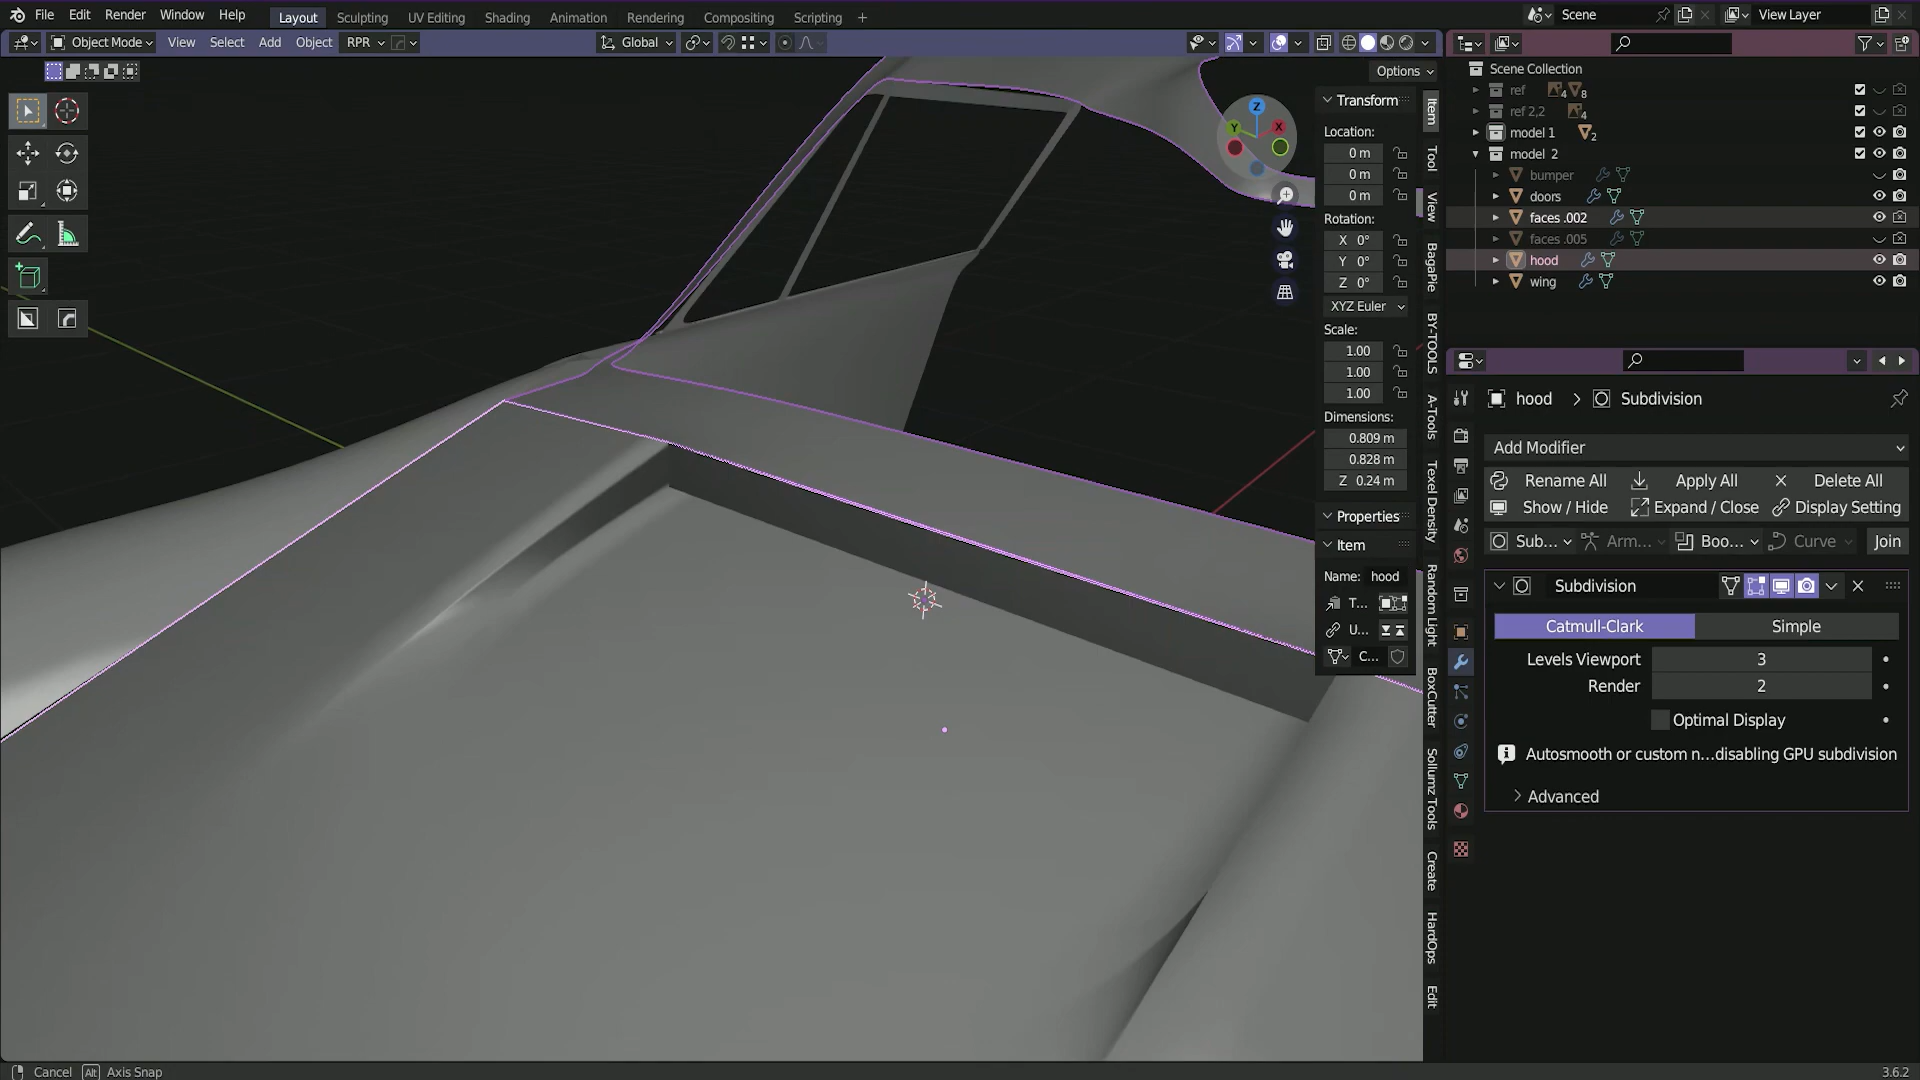 File Edit Render Window Help Layout Sculpting UV Editing Shading Animation Rendering Compositing Scripting + Scene View Layer
Object Mode View Select Add Object RPR Global
Options
Transform
Location:
0 m
0 m
0 m
Rotation:
X 0°
Y 0°
Z 0°
XYZ Euler
Scale:
1.00
1.00
1.00
Dimensions:
0.809 m
0.828 m
Z 0.24 m
Properties
Item
Name: hood
T...
U...
C...
Z
Y
X
Item
Tool
View
BagaPie
BY-TOOLS
A-Tools
Texel Density
Random Light
BoxCutter
Sollumz Tools
Create
HardOps
Edit
Scene Collection
ref 4 8
ref 2,2 4
model 1 2
model 2
bumper
doors
faces .002
faces .005
hood
wing
hood > Subdivision
Add Modifier
Rename All Apply All Delete All
Show / Hide Expand / Close Display Setting
Sub... Arm... Boo... Curve Join
Subdivision
Catmull-Clark Simple
Levels Viewport 3
Render 2
Optimal Display
Autosmooth or custom n...disabling GPU subdivision
Advanced
Cancel Alt Axis Snap 3.6.2